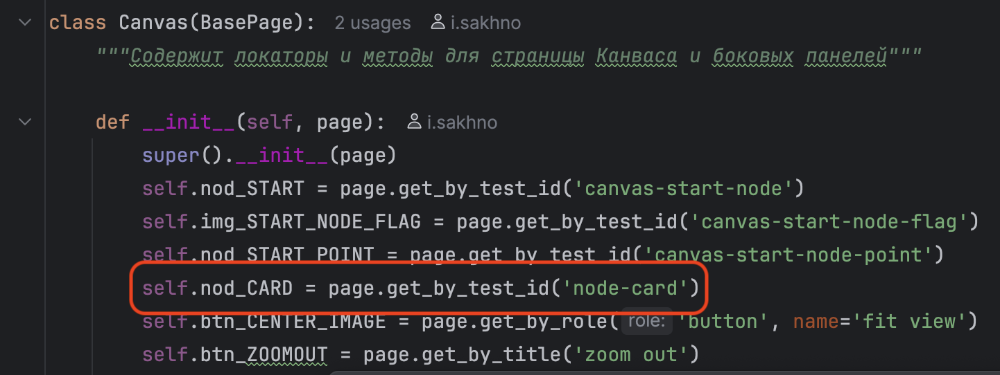 class Canvas(BasePage): 2 usages i.sakhno
"""Содержит локаторы и методы для страницы Канваса и боковых панелей"""
def __init__(self, page): i.sakhno
super().__init__(page)
self.nod_START = page.get_by_test_id('canvas-start-node')
self.img_START_NODE_FLAG = page.get_by_test_id('canvas-start-node-flag')
self.nod_START_POINT = page.get_by_test_id('canvas-start-node-point')
self.nod_CARD = page.get_by_test_id('node-card')
self.btn_CENTER_IMAGE = page.get_by_role( role: 'button', name='fit view')
self.btn_ZOOMOUT = page.get_by_title('zoom out')